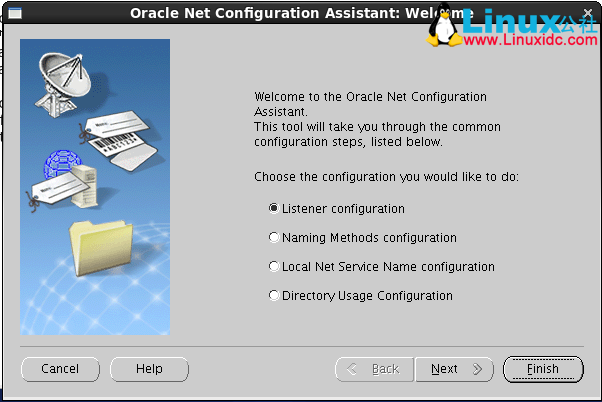 Oracle Net Configuration Assistant: Welcome
Linux公社
www.Linuxidc.com
Welcome to the Oracle Net Configuration
Assistant.
This tool will take you through the common
configuration steps, listed below.
Choose the configuration you would like to do:
Listener configuration
Naming Methods configuration
Local Net Service Name configuration
Directory Usage Configuration
Cancel
Help
Back
Next
Finish